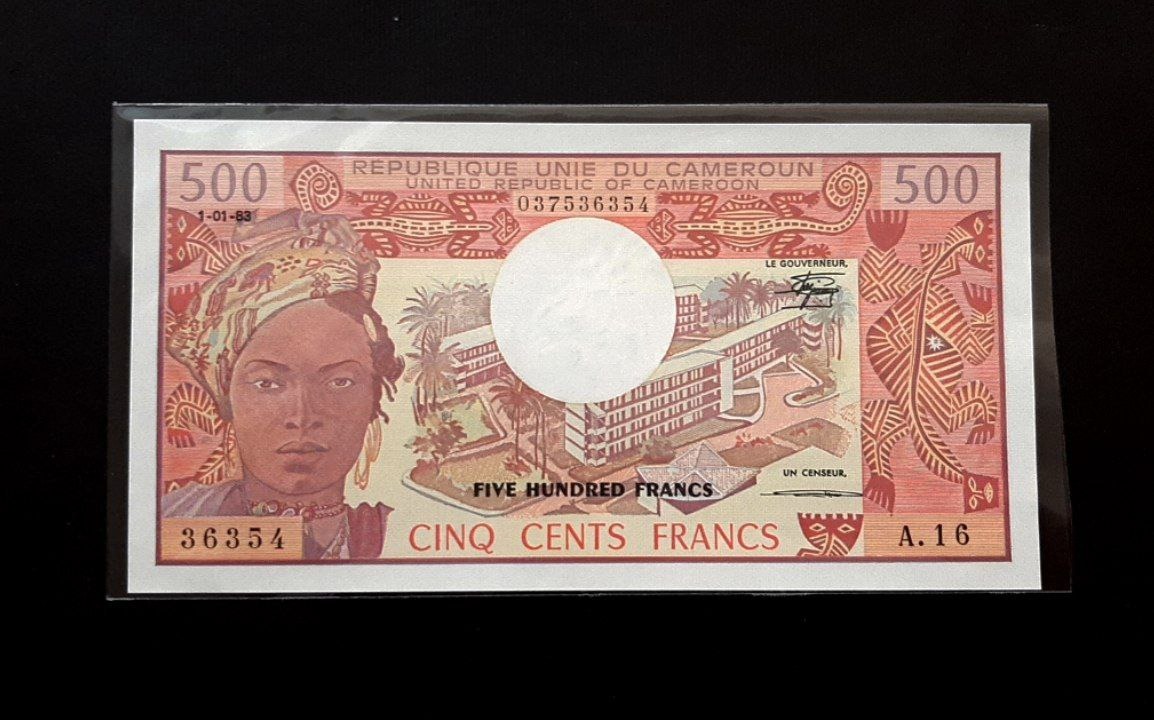 500
REPUBLIQUE UNIE DU CAMEROUN
500
UNITED REPUBLIC OF CAMEROON
037536354
1-01-83
LE GOUVERNEUR,
UN CENSEUR,
FIVE HUNDRED FRANCS
CINQ CENTS FRANCS
36354
A.16